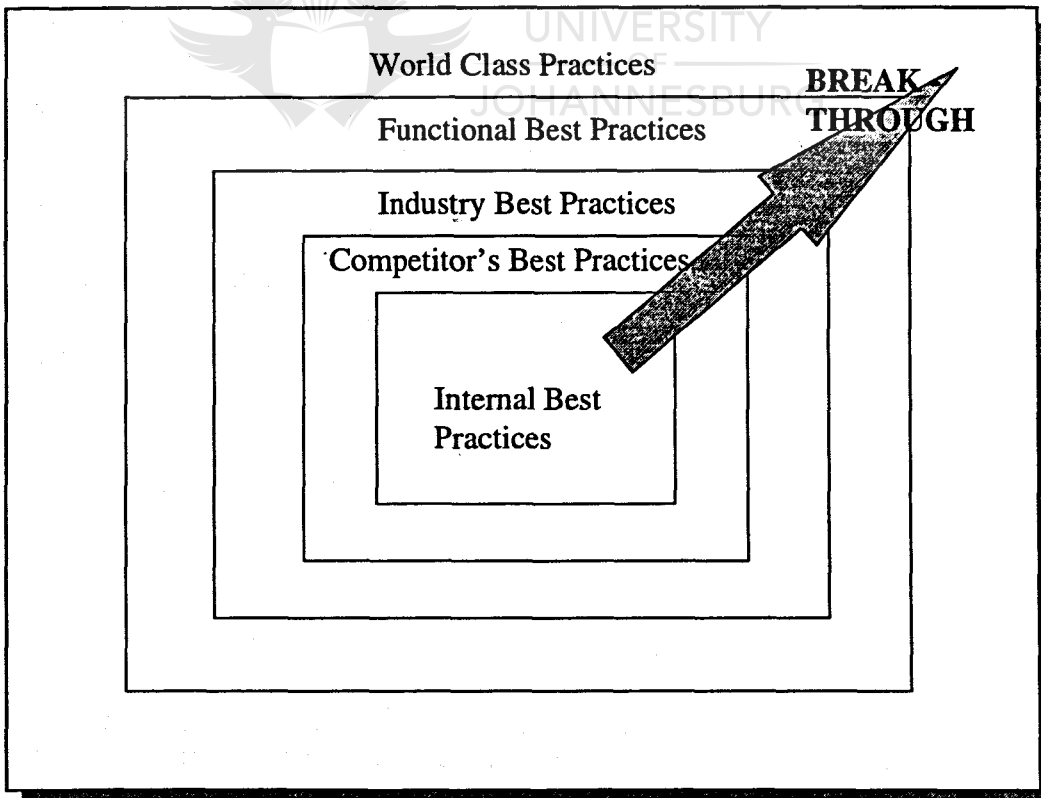 UNIVERSITY
OF
JOHANNESBURG
World Class Practices
BREAK
THROUGH
Functional Best Practices
Industry Best Practices
Competitor's Best Practices
Internal Best
Practices